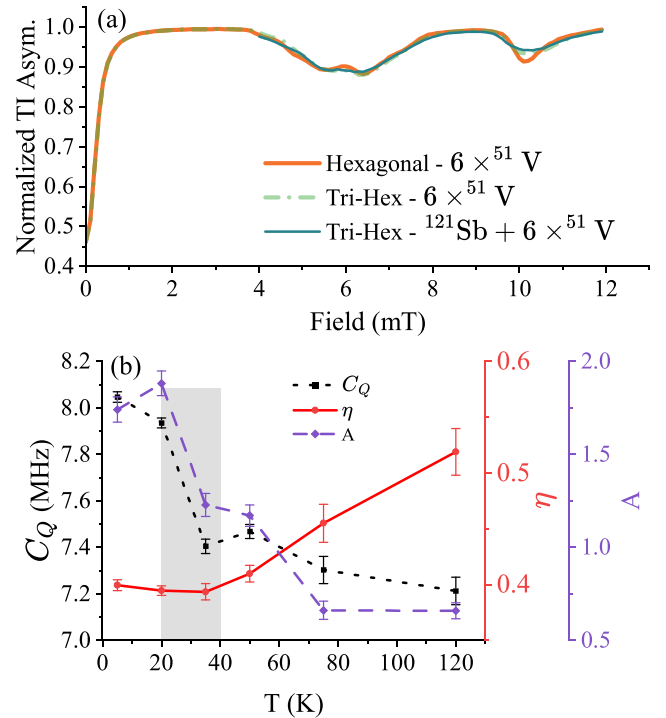 (a)
Normalized TI Asym.
1.0
0.9
0.8
0.7
0.6
0.5
0.4
Hexagonal - 6 ×⁵¹ V
Tri-Hex - 6 ×⁵¹ V
Tri-Hex - ¹²¹Sb + 6 ×⁵¹ V
0 2 4 6 8 10 12
Field (mT)
(b)
C_Q (MHz)
8.2
8.0
7.8
7.6
7.4
7.2
7.0
C_Q
η
A
0.6
0.5
0.4
η
2.0
1.5
1.0
0.5
A
0 20 40 60 80 100 120
T (K)